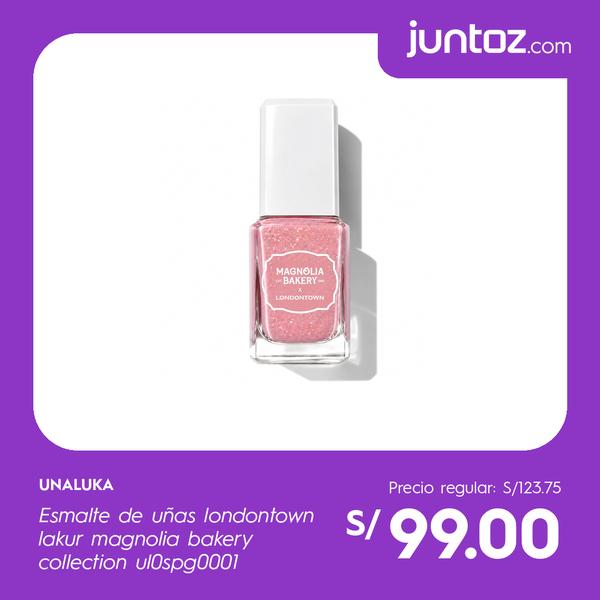 juntoz.com
MAGNOLIA
BAKERY
x
LONDONTOWN
UNALUKA
Esmalte de uñas londontown
lakur magnolia bakery
collection ul0spg0001
Precio regular: S/123.75
S/99.00